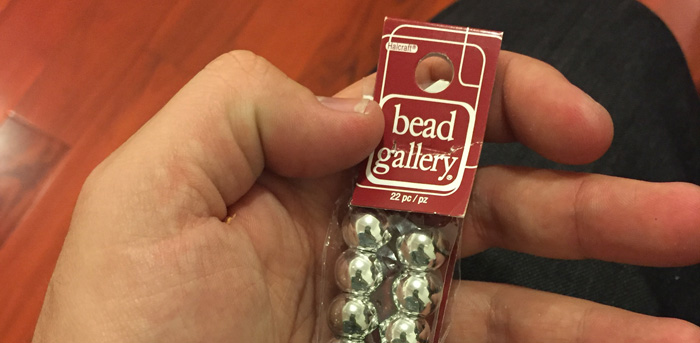 Halcraft®
bead
gallery®
22 pc / pz